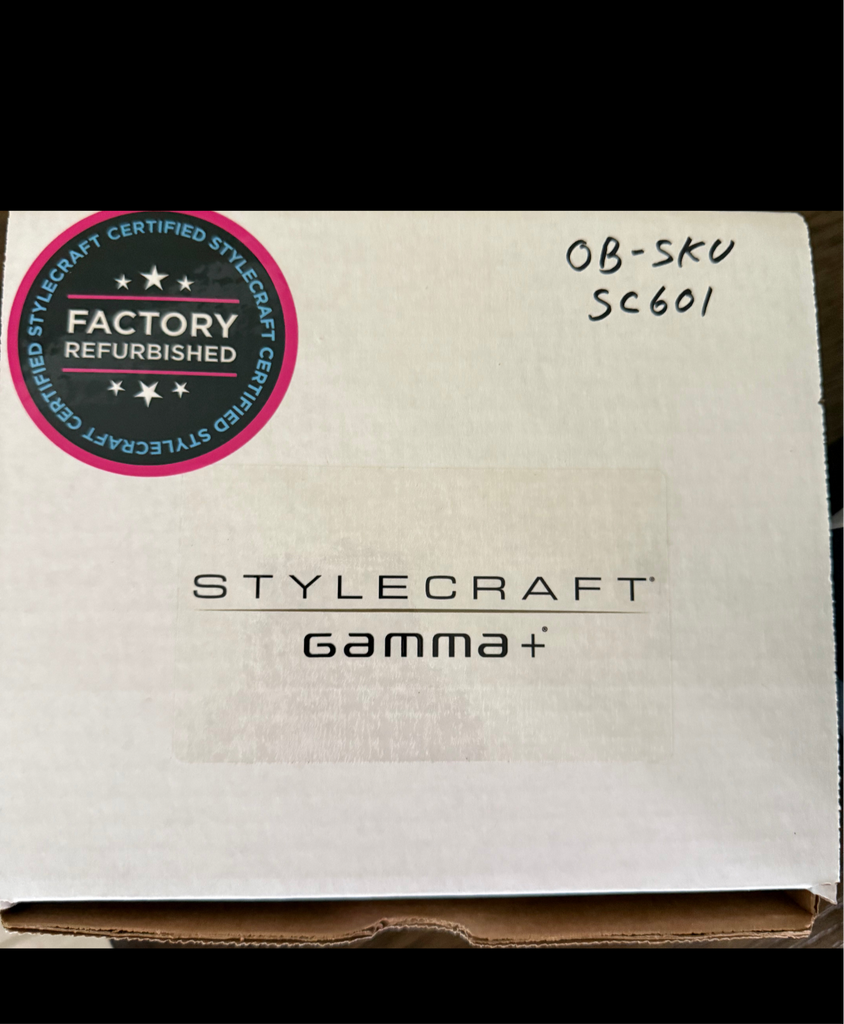 CERTIFIED STYLECRAFT CERTIFIED STYLECRAFT CERTIFIED STYLECRAFT
FACTORY
REFURBISHED
OB-SKU
SC601
STYLECRAFT®
Gamma+®